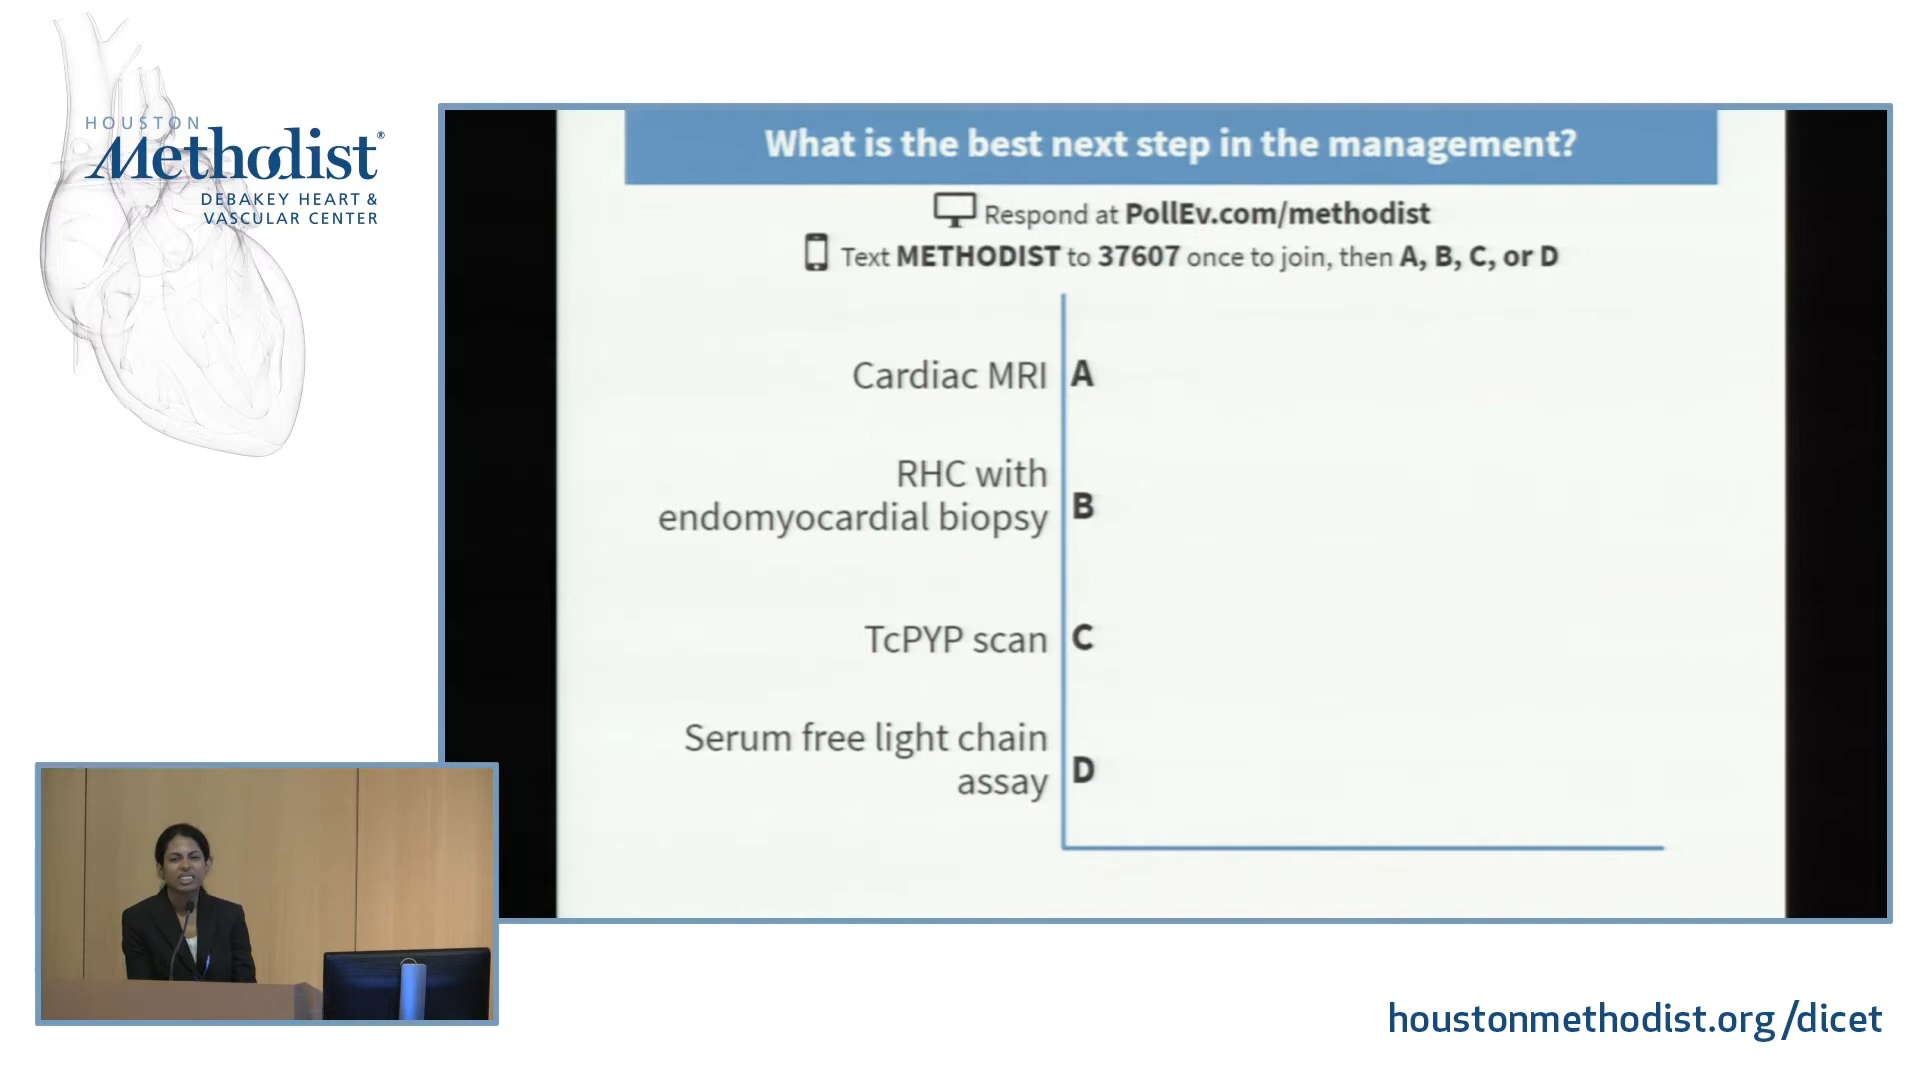 HOUSTON
Methodist®
DEBAKEY HEART &
VASCULAR CENTER
What is the best next step in the management?
Respond at PollEv.com/methodist
Text METHODIST to 37607 once to join, then A, B, C, or D
Cardiac MRI A
RHC with
endomyocardial biopsy B
TcPYP scan C
Serum free light chain
assay D
houstonmethodist.org/dicet